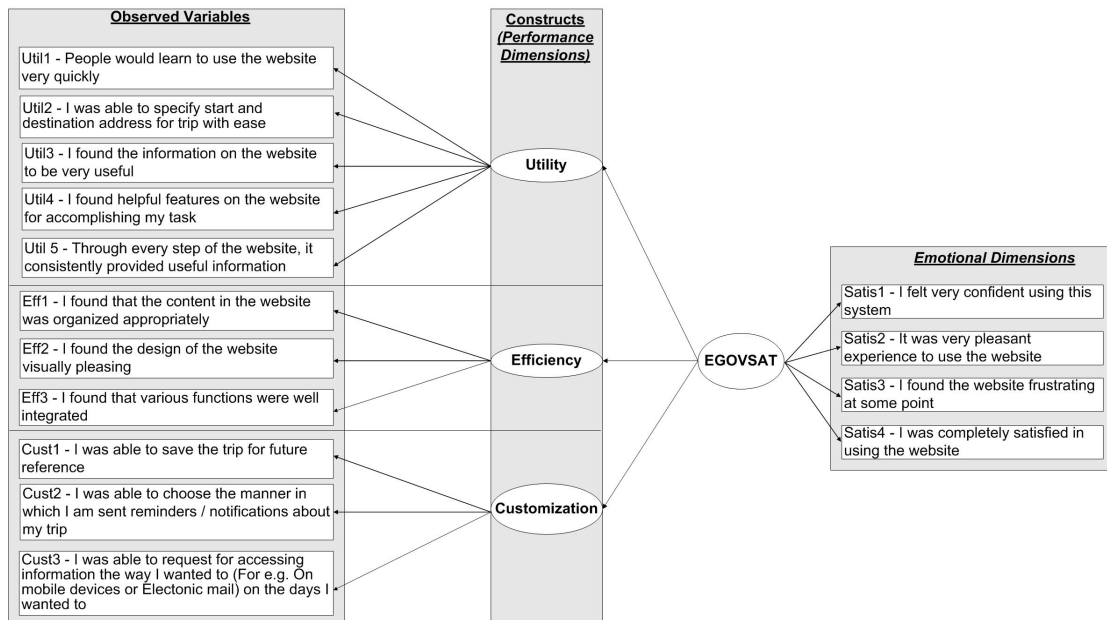 Observed Variables
Util1 - People would learn to use the website
very quickly
Util2 - I was able to specify start and
destination address for trip with ease
Util3 - I found the information on the website
to be very useful
Util4 - I found helpful features on the website
for accomplishing my task
Util 5 - Through every step of the website, it
consistently provided useful information
Eff1 - I found that the content in the website
was organized appropriately
Eff2 - I found the design of the website
visually pleasing
Eff3 - I found that various functions were well
integrated
Cust1 - I was able to save the trip for future
reference
Cust2 - I was able to choose the manner in
which I am sent reminders / notifications about
my trip
Cust3 - I was able to request for accessing
information the way I wanted to (For e.g. On
mobile devices or Electonic mail) on the days I
wanted to
Constructs
(Performance
Dimensions)
Utility
Efficiency
Customization
EGOVSAT
Emotional Dimensions
Satis1 - I felt very confident using this
system
Satis2 - It was very pleasant
experience to use the website
Satis3 - I found the website frustrating
at some point
Satis4 - I was completely satisfied in
using the website